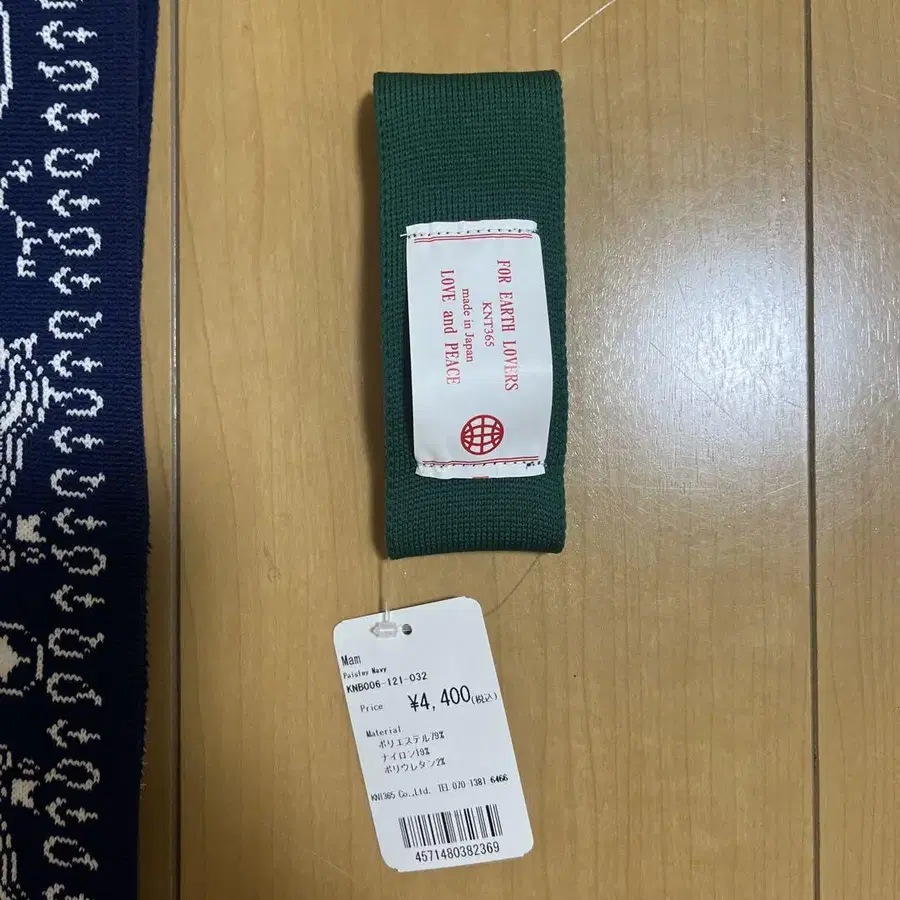 FOR EARTH LOVERS
KNT365
made in Japan
LOVE and PEACE
Mam
Paisley Navy
KNB006-121-032
Price ¥4,400(税込)
Material
ポリエステル79%
ナイロン19%
ポリウレタン2%
KNT365 Co.,Ltd. TEL 070-1381-6466
4571480382369